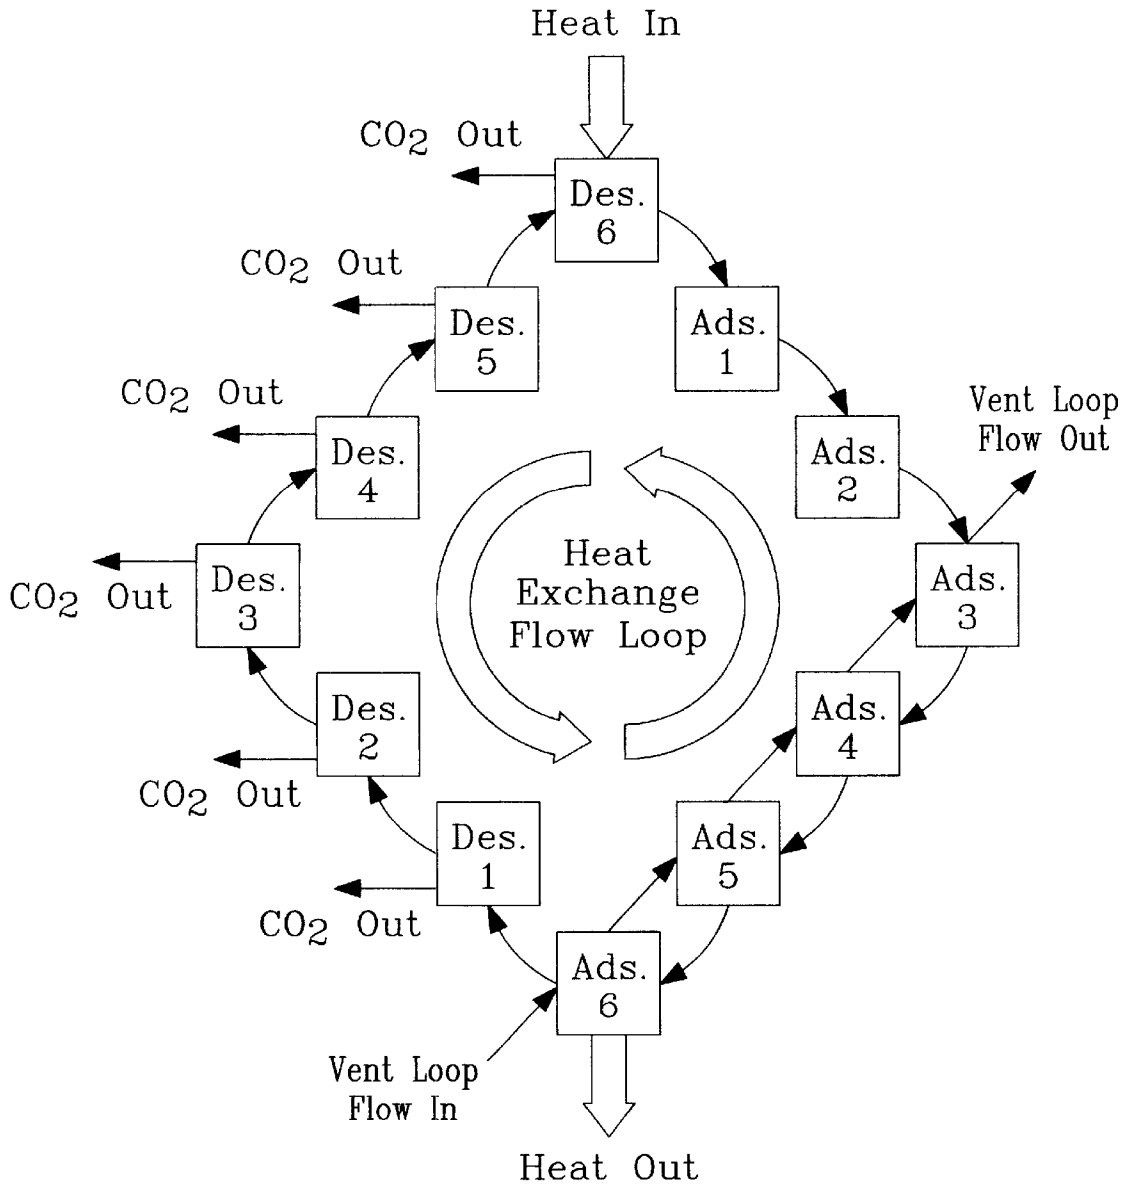 Heat In
CO2 Out
Des.
6
CO2 Out
Des.
5
Ads.
1
CO2 Out
Des.
4
Ads.
2
Vent Loop
Flow Out
CO2 Out
Des.
3
Heat
Exchange
Flow Loop
Ads.
3
Des.
2
CO2 Out
Ads.
4
Des.
1
CO2 Out
Ads.
5
Ads.
6
Vent Loop
Flow In
Heat Out